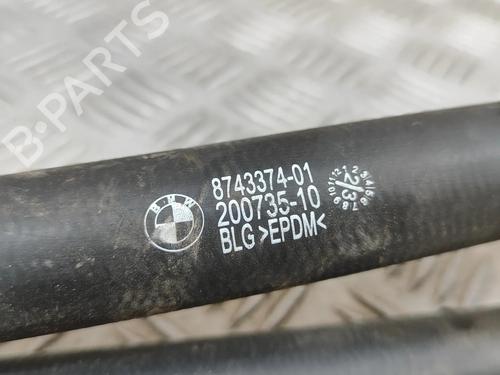 B-PARTS
BMW
8743374-01
200735-10
BLG >EPDM<